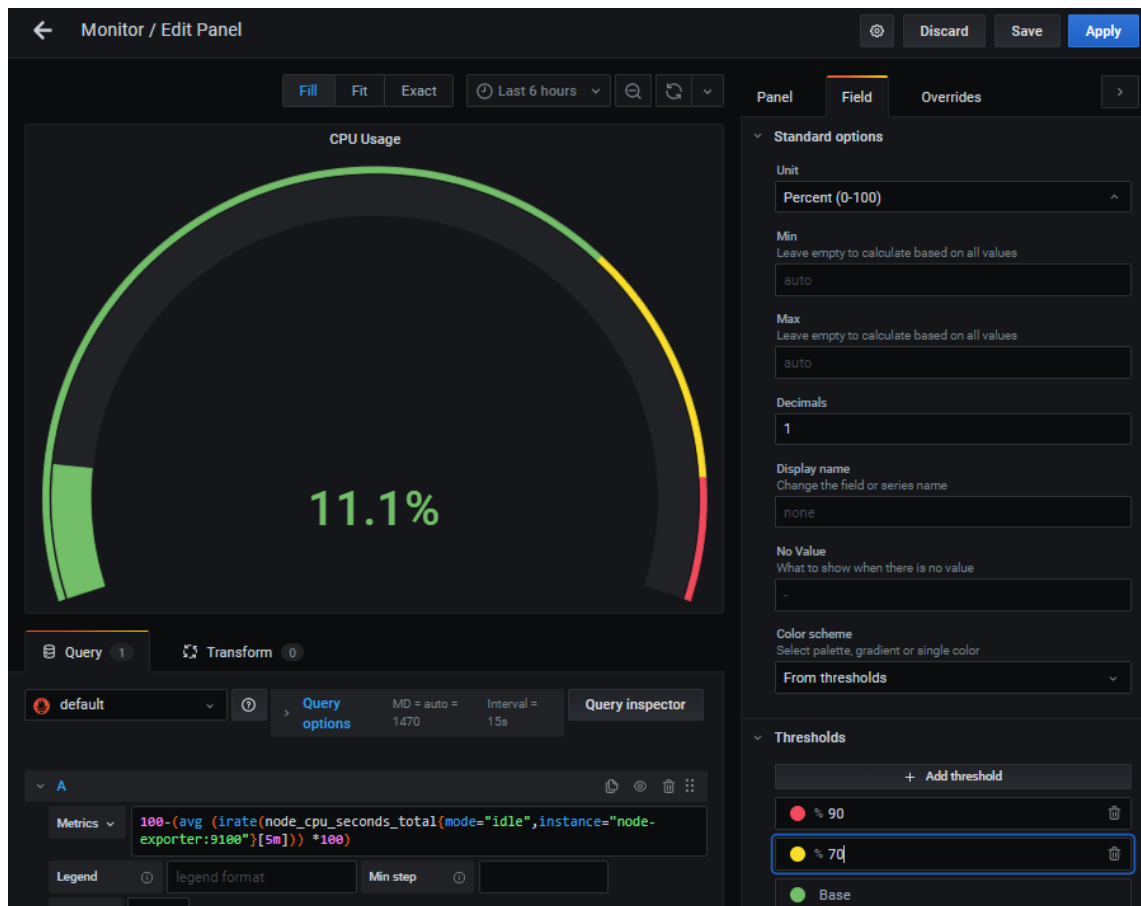 Monitor / Edit Panel
Discard
Save
Apply
Fill
Fit
Exact
Last 6 hours
CPU Usage
11.1%
Query 1
Transform 0
default
Query options
MD = auto = 1470
Interval = 15s
Query inspector
A
Metrics
100-(avg (irate(node_cpu_seconds_total{mode="idle",instance="node-
exporter:9100"}[5m])) *100)
Legend
legend format
Min step
Panel
Field
Overrides
Standard options
Unit
Percent (0-100)
Min
Leave empty to calculate based on all values
auto
Max
Leave empty to calculate based on all values
auto
Decimals
1
Display name
Change the field or series name
none
No Value
What to show when there is no value
-
Color scheme
Select palette, gradient or single color
From thresholds
Thresholds
+ Add threshold
% 90
% 70
Base